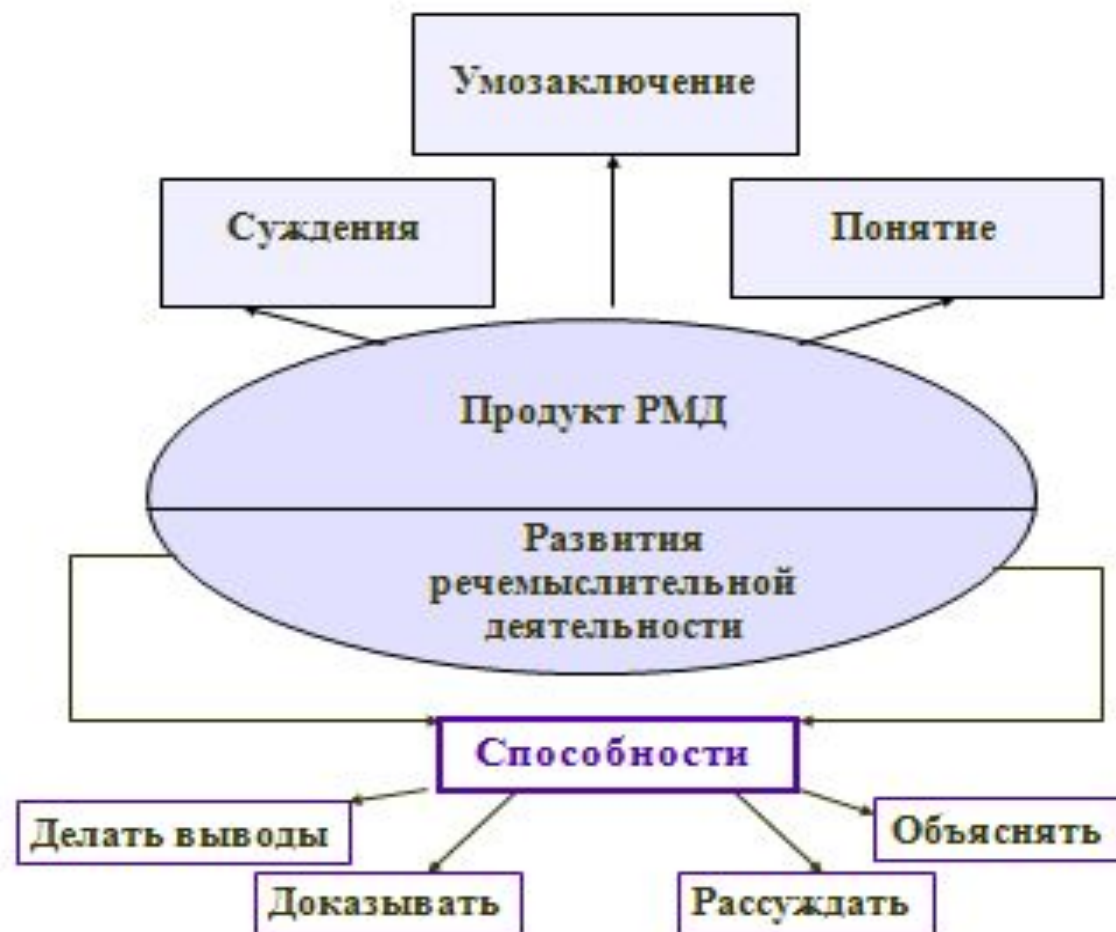 Умозаключение
Суждения
Понятие
Продукт РМД
Развития
речемыслительной
деятельности
Способности
Делать выводы
Объяснять
Доказывать
Рассуждать